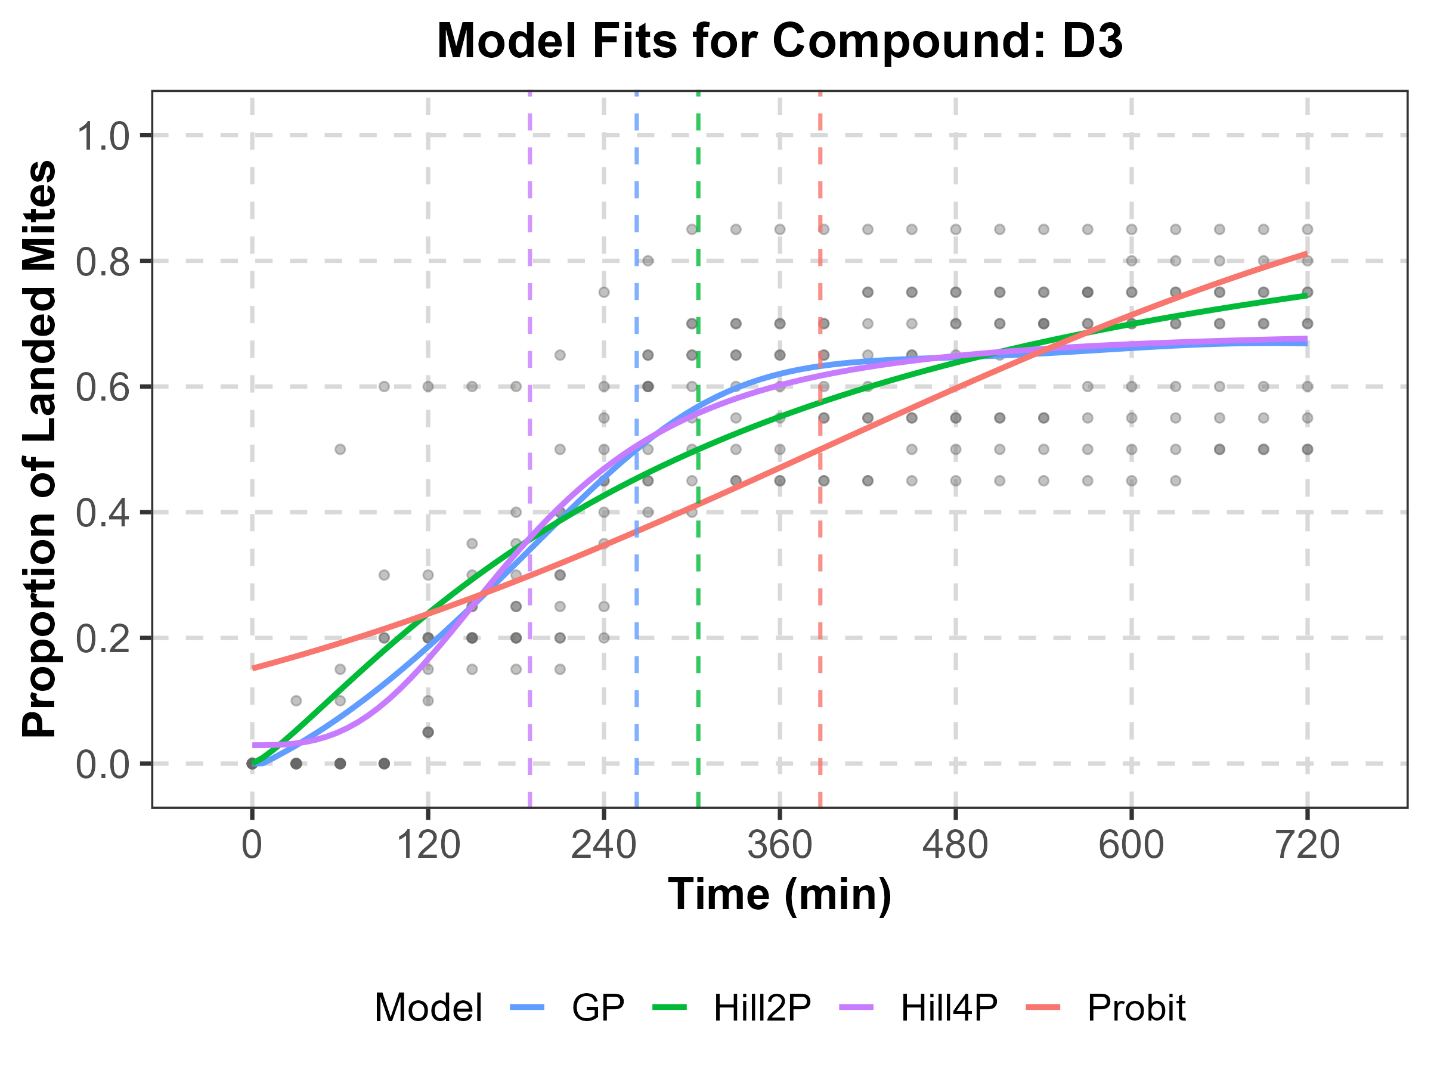 Model Fits for Compound: D3
Proportion of Landed Mites
1.0
0.8
0.6
0.4
0.2
0.0
0 120 240 360 480 600 720
Time (min)
Model GP Hill2P Hill4P Probit